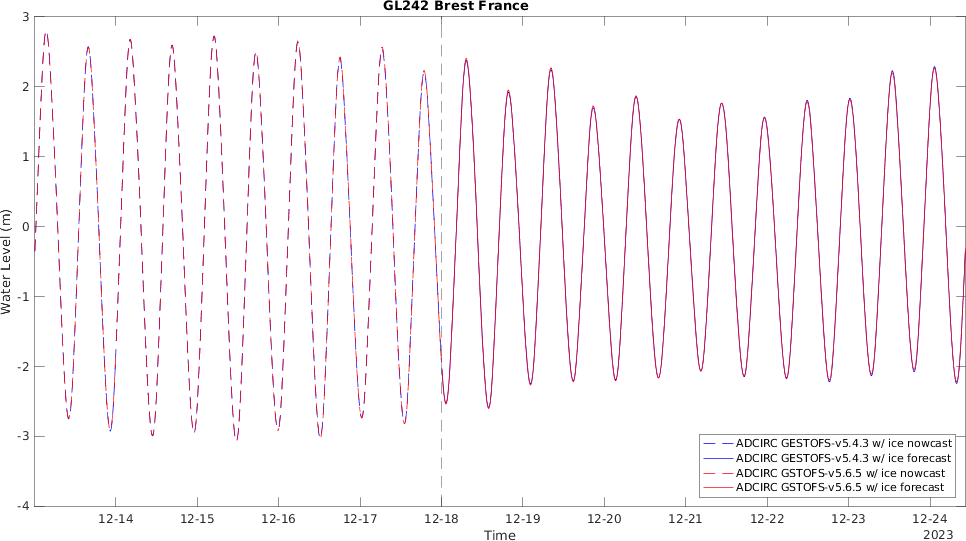 GL242 Brest France
3
2
1
0
-1
-2
-3
-4
Water Level (m)
ADCIRC GESTOFS-v5.4.3 w/ ice nowcast
ADCIRC GESTOFS-v5.4.3 w/ ice forecast
ADCIRC GSTOFS-v5.6.5 w/ ice nowcast
ADCIRC GSTOFS-v5.6.5 w/ ice forecast
12-14 12-15 12-16 12-17 12-18 12-19 12-20 12-21 12-22 12-23 12-24
Time
2023